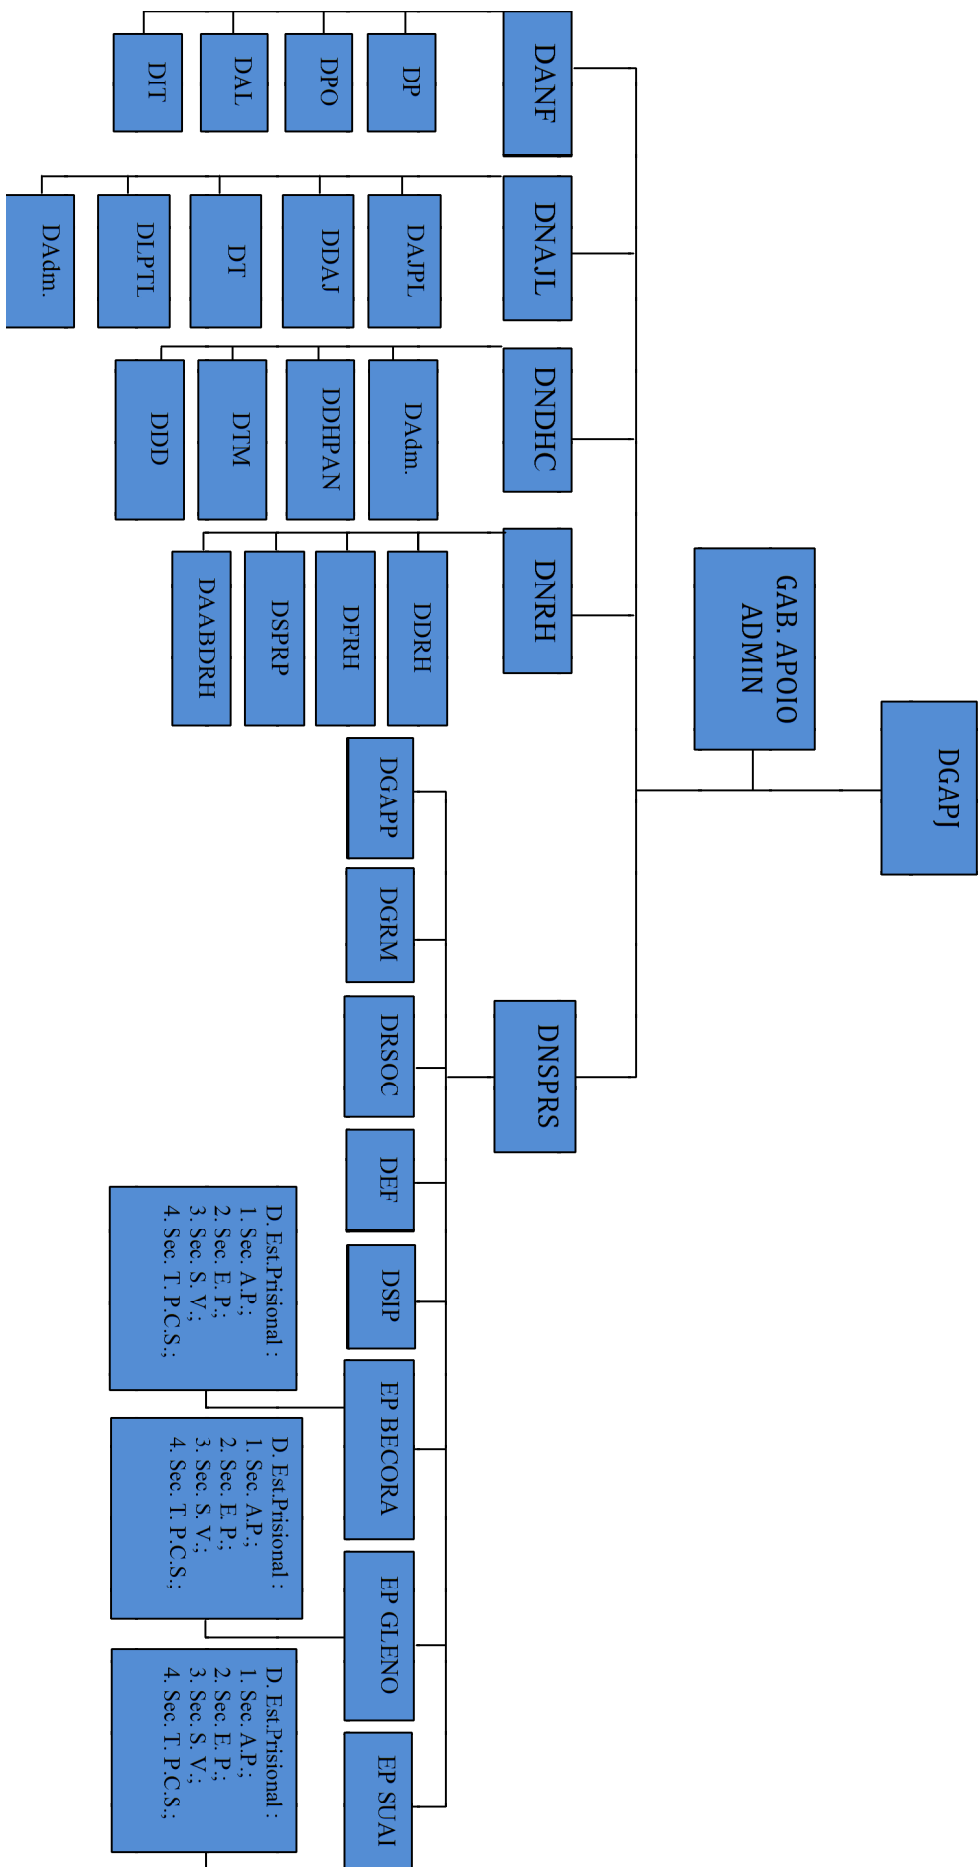 DGAPJ
GAB. APOIO
ADMIN
DANF
DNAJL
DNDHC
DNRH
DNSPRS
DP
DPO
DAL
DIT
DAJPL
DDAJ
DT
DLPTL
DAdm.
DAdm.
DDHPAN
DTM
DDD
DDRH
DFRH
DSPRP
DAABDRH
DGAPP
DGRM
DRSOC
DEF
DSIP
EP BECORA
EP GLENO
EP SUAI
D. Est.Prisional :
1. Sec. A.P.;
2. Sec. E. P.;
3. Sec. S. V.;
4. Sec. T. P.C.S.;
D. Est.Prisional :
1. Sec. A.P.;
2. Sec. E. P.;
3. Sec. S. V.;
4. Sec. T. P.C.S.;
D. Est.Prisional :
1. Sec. A.P.;
2. Sec. E. P.;
3. Sec. S. V.;
4. Sec. T. P.C.S.;